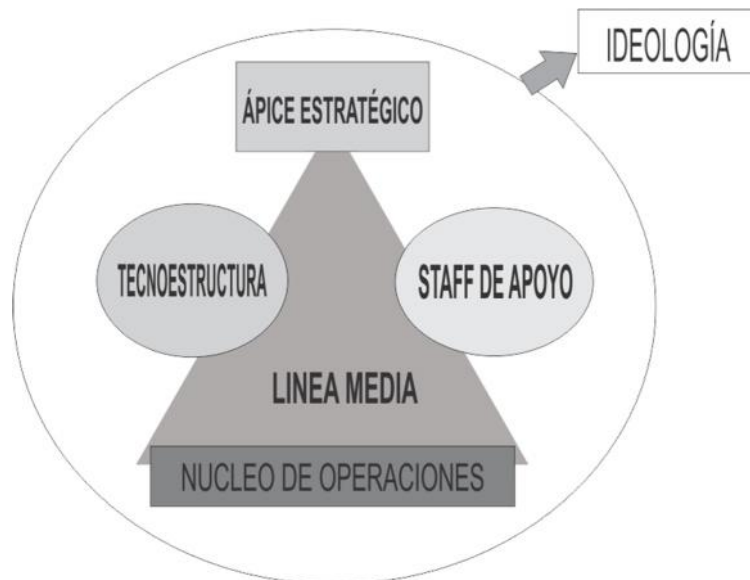 IDEOLOGÍA
ÁPICE ESTRATÉGICO
TECNOESTRUCTURA
STAFF DE APOYO
LINEA MEDIA
NUCLEO DE OPERACIONES